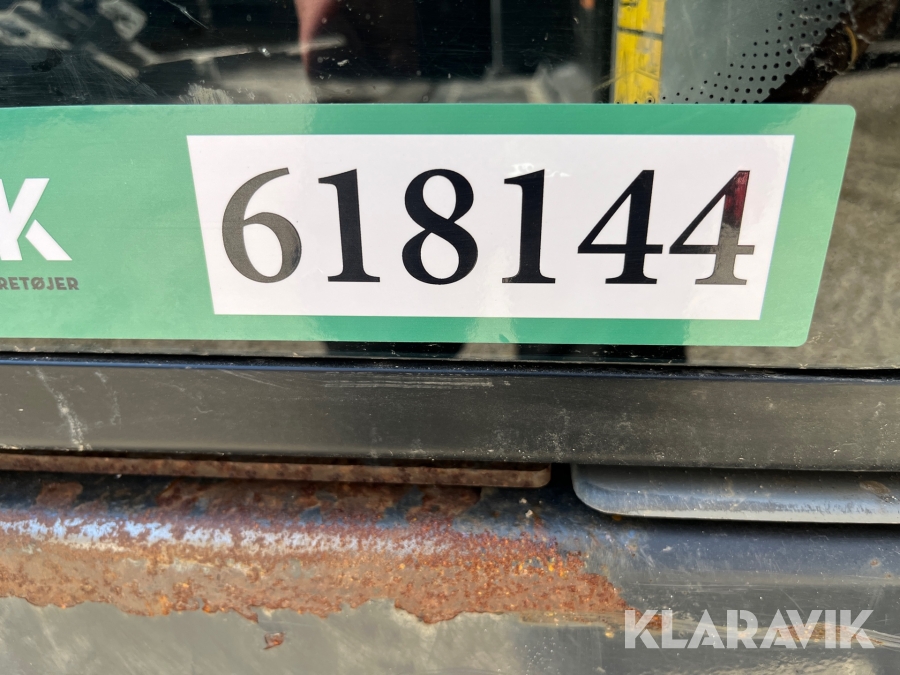 618144
K
RETØJER
KLARAVIK